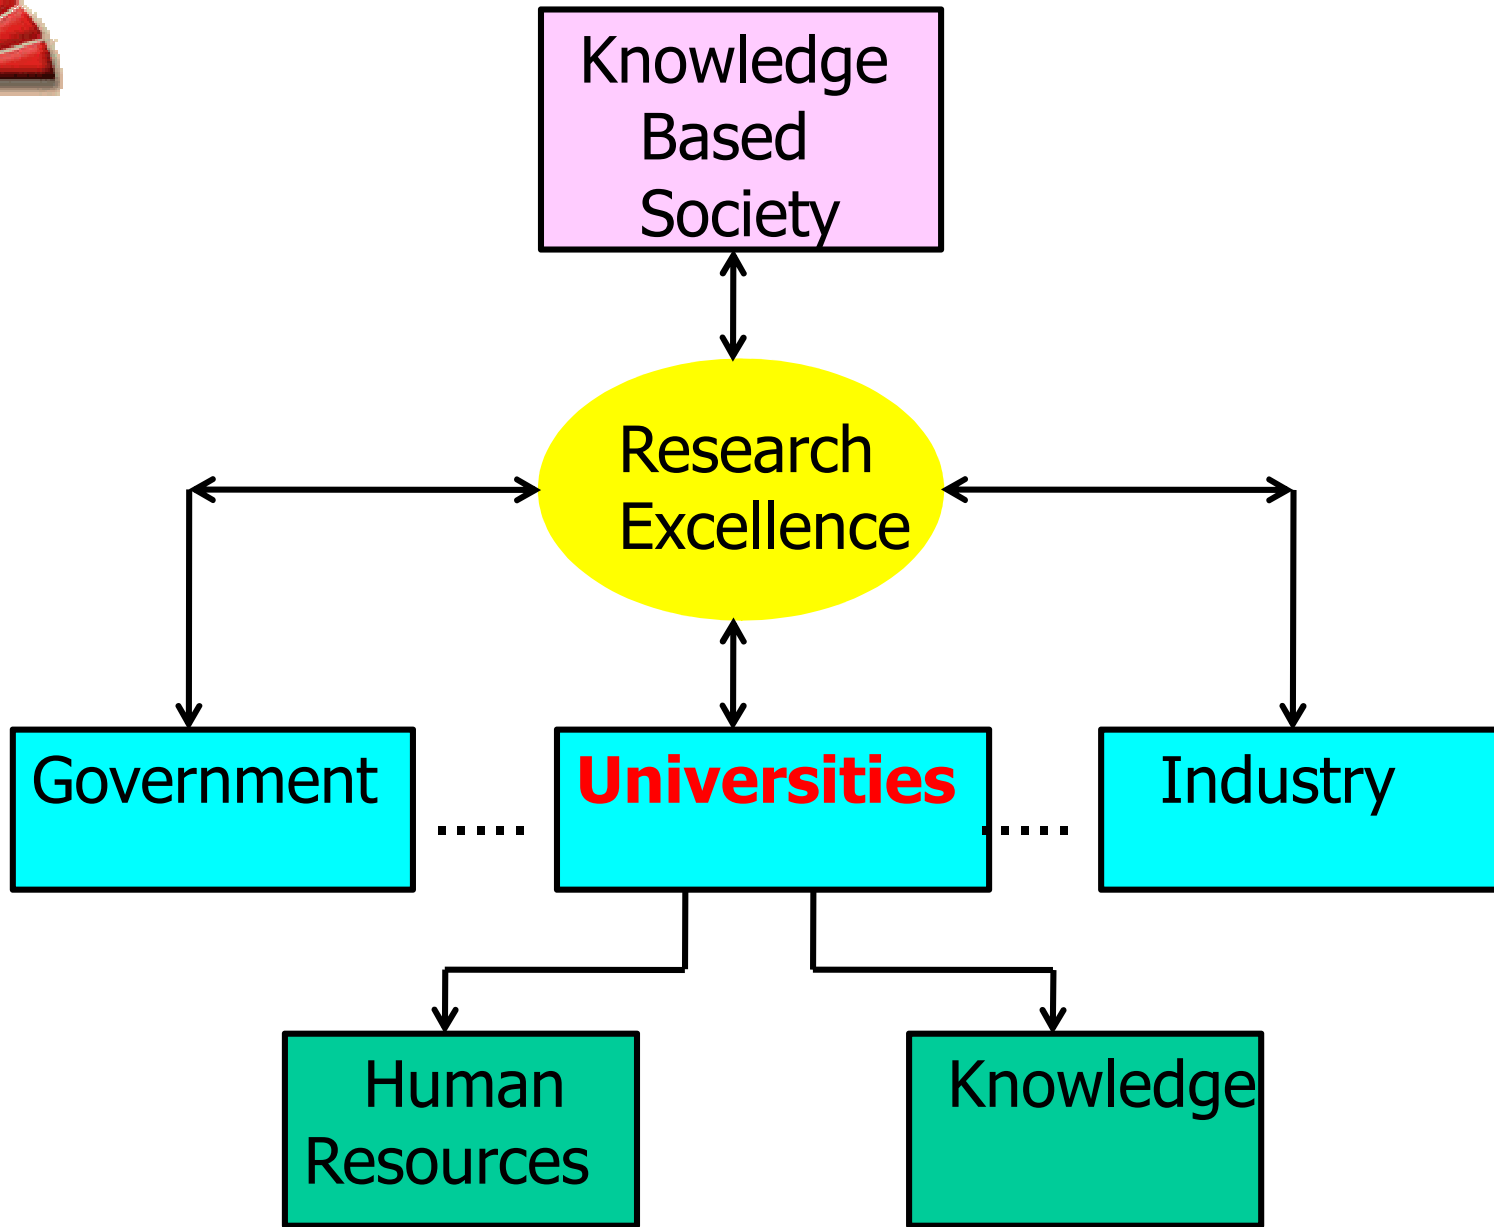 Knowledge
Based
Society
Research
Excellence
Government
Universities
Industry
.....
.....
Human
Resources
Knowledge